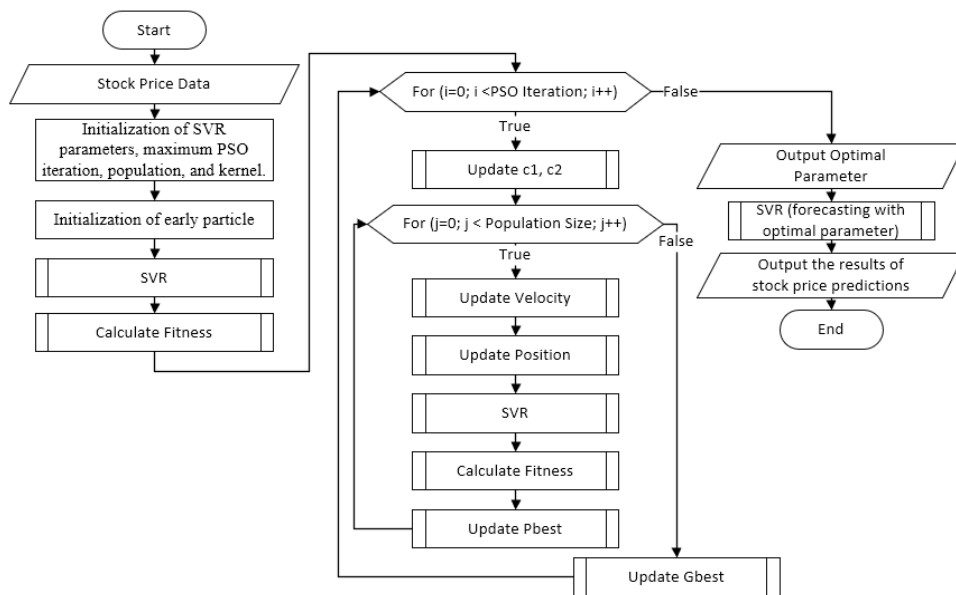 Start
Stock Price Data
Initialization of SVR
parameters, maximum PSO
iteration, population, and kernel.
Initialization of early particle
SVR
Calculate Fitness
For (i=0; i <PSO Iteration; i++)
False
True
Update c1, c2
For (j=0; j < Population Size; j++)
False
True
Update Velocity
Update Position
SVR
Calculate Fitness
Update Pbest
Update Gbest
Output Optimal
Parameter
SVR (forecasting with
optimal parameter)
Output the results of
stock price predictions
End